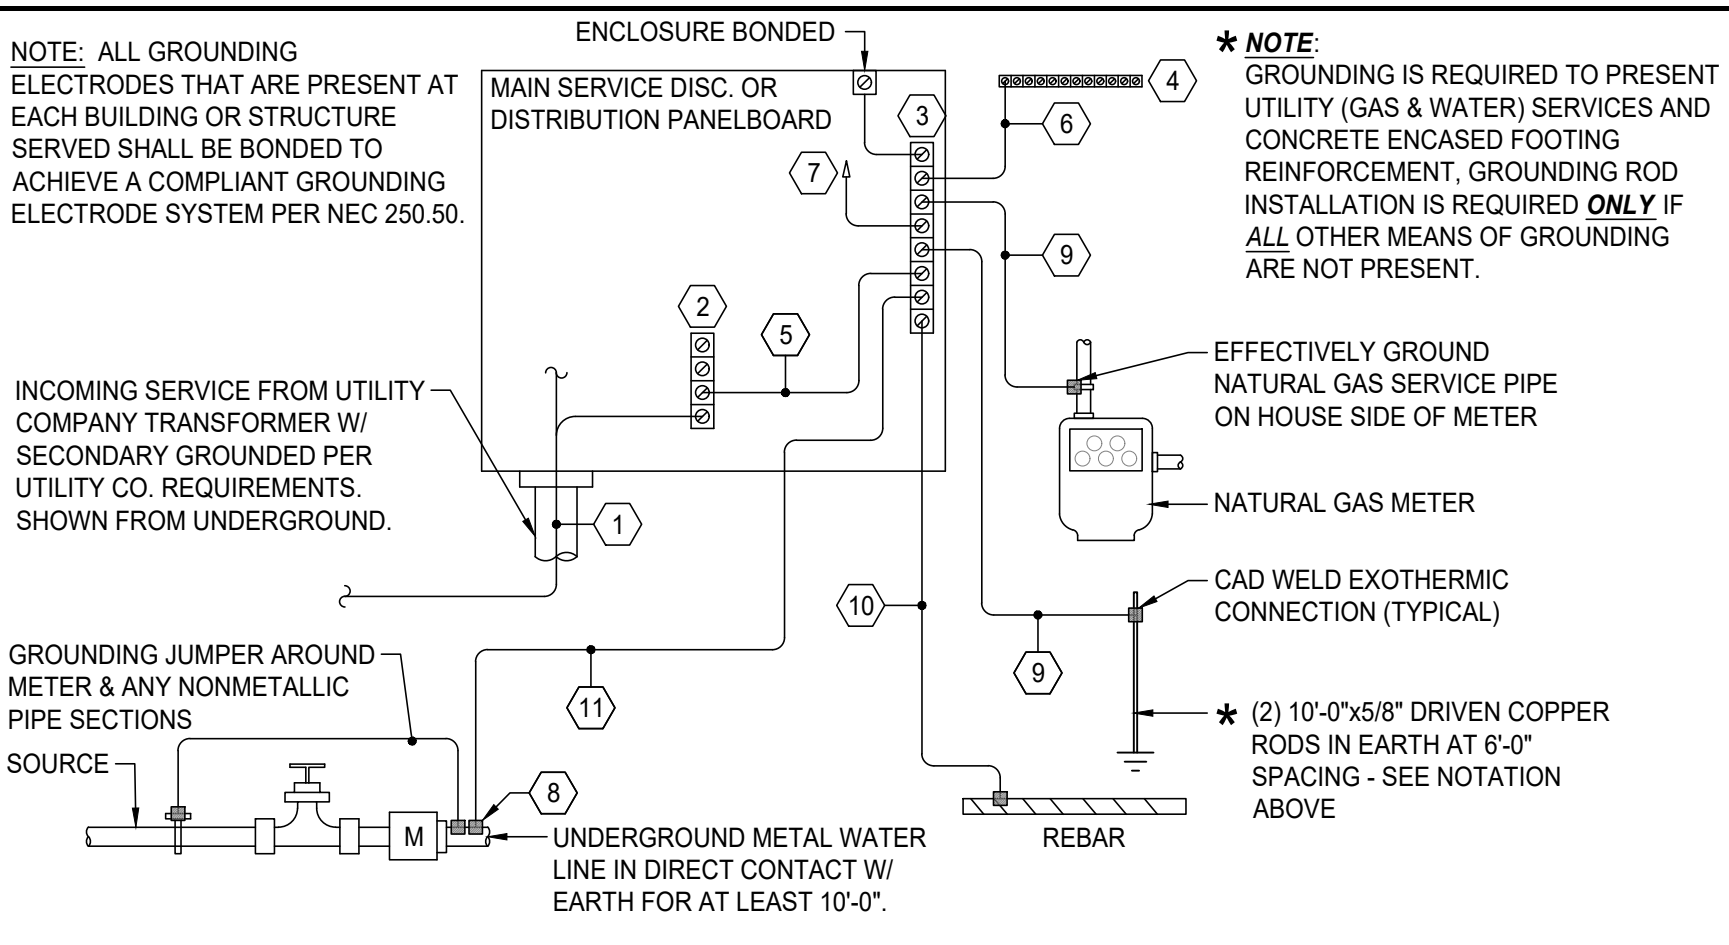 NOTE: ALL GROUNDING
ELECTRODES THAT ARE PRESENT AT
EACH BUILDING OR STRUCTURE
SERVED SHALL BE BONDED TO
ACHIEVE A COMPLIANT GROUNDING
ELECTRODE SYSTEM PER NEC 250.50.
ENCLOSURE BONDED
MAIN SERVICE DISC. OR
DISTRIBUTION PANELBOARD
3
4
6
7
9
2
5
* NOTE:
GROUNDING IS REQUIRED TO PRESENT
UTILITY (GAS & WATER) SERVICES AND
CONCRETE ENCASED FOOTING
REINFORCEMENT, GROUNDING ROD
INSTALLATION IS REQUIRED ONLY IF
ALL OTHER MEANS OF GROUNDING
ARE NOT PRESENT.
INCOMING SERVICE FROM UTILITY
COMPANY TRANSFORMER W/
SECONDARY GROUNDED PER
UTILITY CO. REQUIREMENTS.
SHOWN FROM UNDERGROUND.
1
EFFECTIVELY GROUND
NATURAL GAS SERVICE PIPE
ON HOUSE SIDE OF METER
NATURAL GAS METER
CAD WELD EXOTHERMIC
CONNECTION (TYPICAL)
10
9
11
GROUNDING JUMPER AROUND
METER & ANY NONMETALLIC
PIPE SECTIONS
SOURCE
8
M
UNDERGROUND METAL WATER
LINE IN DIRECT CONTACT W/
EARTH FOR AT LEAST 10'-0".
REBAR
* (2) 10'-0"x5/8" DRIVEN COPPER
RODS IN EARTH AT 6'-0"
SPACING - SEE NOTATION
ABOVE